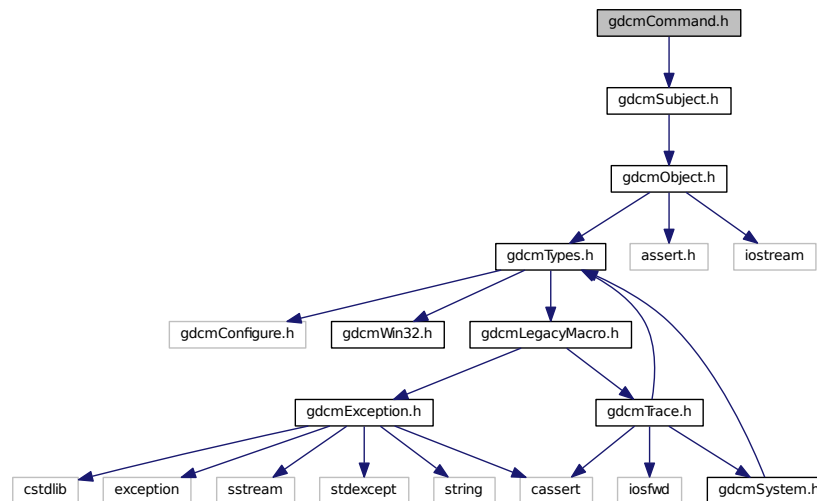 gdcmCommand.h
gdcmSubject.h
gdcmObject.h
gdcmTypes.h
assert.h
iostream
gdcmConfigure.h
gdcmWin32.h
gdcmLegacyMacro.h
gdcmException.h
gdcmTrace.h
cstdlib
exception
sstream
stdexcept
string
cassert
iosfwd
gdcmSystem.h